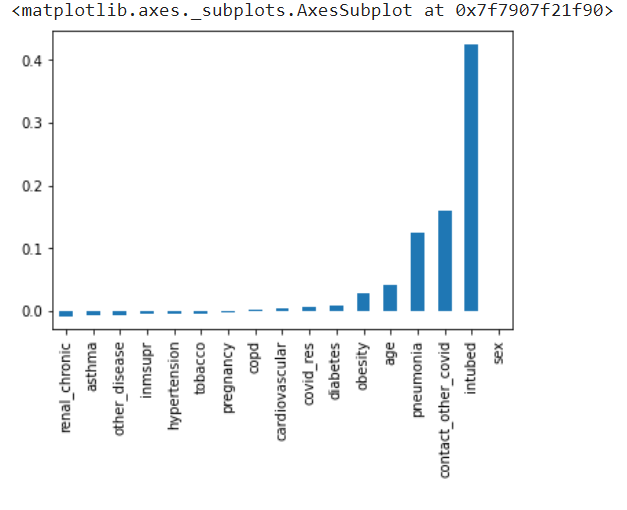 <matplotlib.axes._subplots.AxesSubplot at 0x7f7907f21f90>
0.4
0.3
0.2
0.1
0.0
renal_chronic
asthma
other_disease
inmsupr
hypertension
tobacco
pregnancy
copd
cardiovascular
covid_res
diabetes
obesity
age
pneumonia
contact_other_covid
intubed
sex